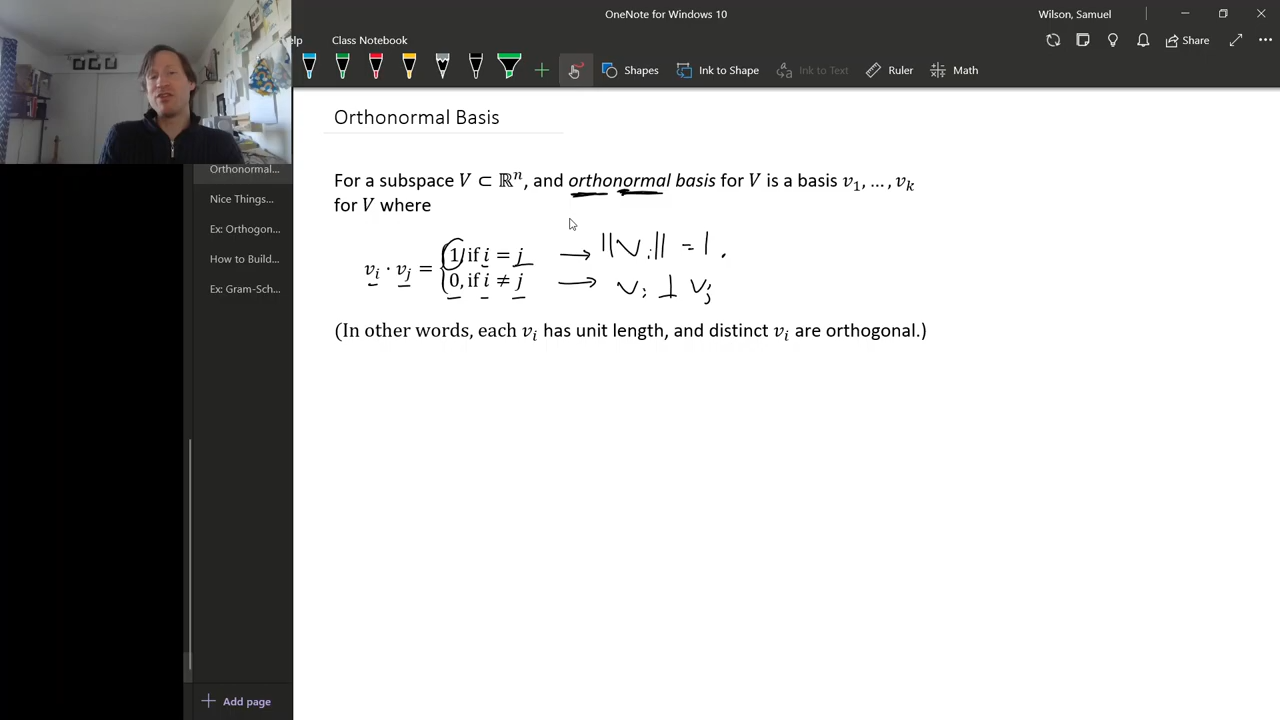 OneNote for Windows 10
Wilson, Samuel
elp
Class Notebook
Share
Shapes
Ink to Shape
Ink to Text
Ruler
Math
Orthonormal Basis
For a subspace V ⊂ ℝⁿ, and orthonormal basis for V is a basis v₁, …, vₖ
for V where
vᵢ · vⱼ = {1, if i = j → ||vᵢ|| = 1.
{0, if i ≠ j → vᵢ ⊥ vⱼ
(In other words, each vᵢ has unit length, and distinct vᵢ are orthogonal.)
Orthonormal...
Nice Things...
Ex: Orthogon...
How to Build...
Ex: Gram-Sch...
Add page